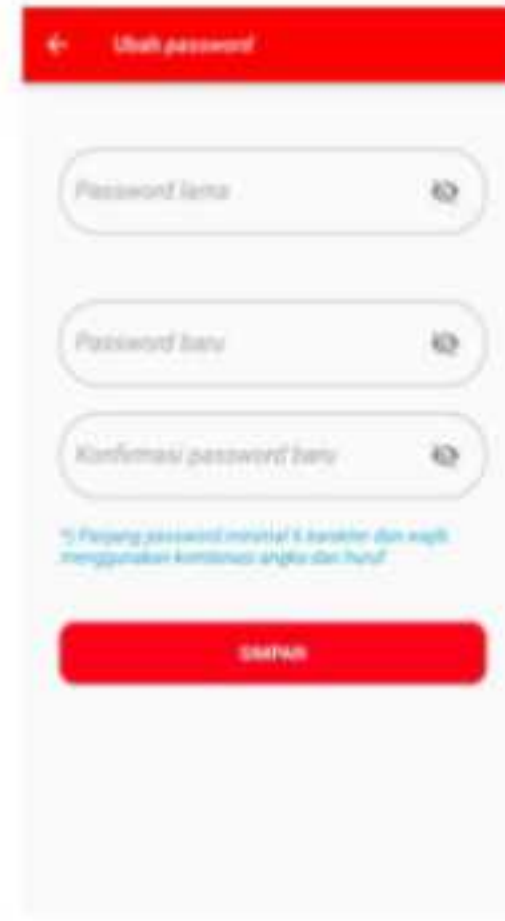 Ubah password
Password lama
Password baru
Konfirmasi password baru
*) Panjang password minimal 6 karakter dan wajib
menggunakan kombinasi angka dan huruf
SIMPAN